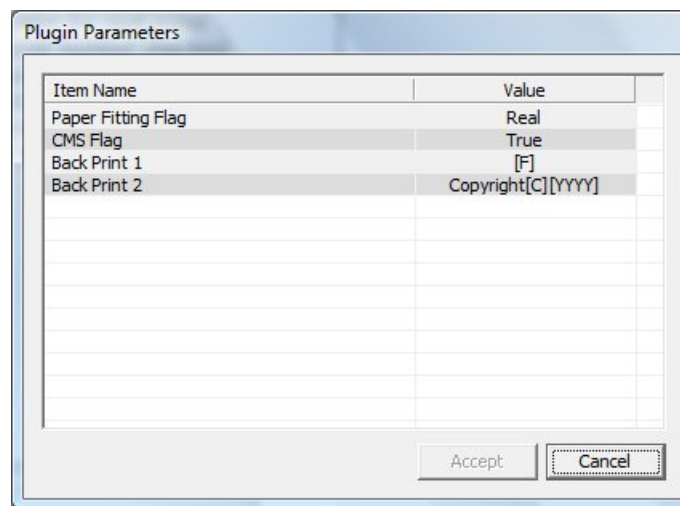 Plugin Parameters
Item Name Value
Paper Fitting Flag Real
CMS Flag True
Back Print 1 [F]
Back Print 2 Copyright[C][YYYY]
Accept Cancel